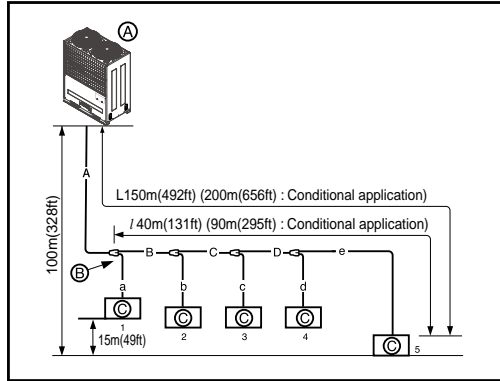 Ⓐ
A
L150m(492ft) (200m(656ft) : Conditional application)
100m(328ft)
l 40m(131ft) (90m(295ft) : Conditional application)
B C D e
Ⓑ
a b c d
Ⓒ Ⓒ Ⓒ Ⓒ Ⓒ
1 2 3 4 5
15m(49ft)